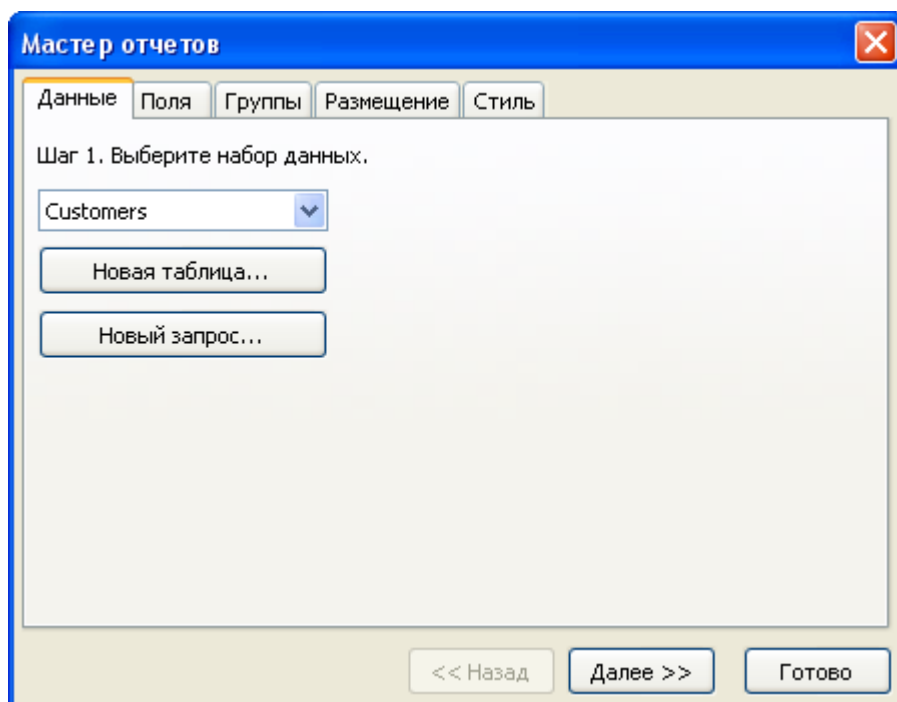 Мастер отчетов
Данные Поля Группы Размещение Стиль
Шаг 1. Выберите набор данных.
Customers
Новая таблица...
Новый запрос...
<< Назад Далее >> Готово